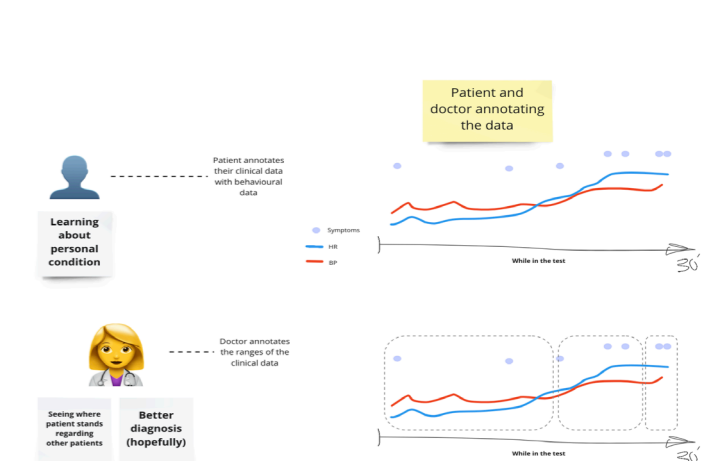 Patient and
doctor annotating
the data
Patient annotates
their clinical data
with behavioural
data
Learning
about
personal
condition
Symptoms
HR
BP
While in the test
30'
Doctor annotates
the ranges of the
clinical data
Seeing where
patient stands
regarding
other patients
Better
diagnosis
(hopefully)
While in the test
30'